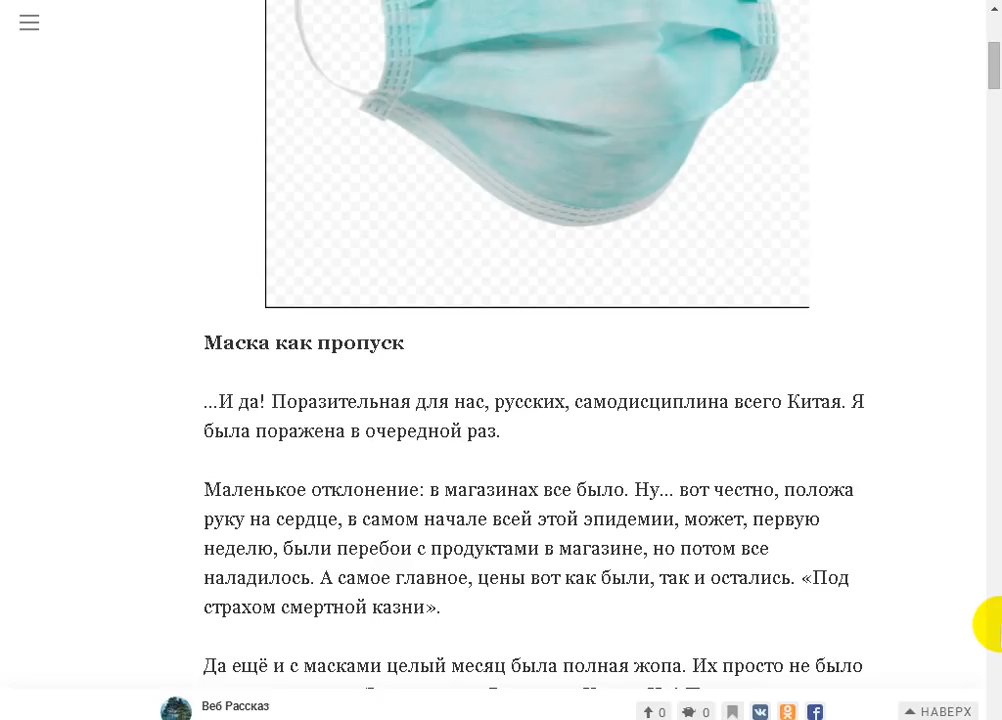 Маска как пропуск
...И да! Поразительная для нас, русских, самодисциплина всего Китая. Я
была поражена в очередной раз.
Маленькое отклонение: в магазинах все было. Ну... вот честно, положа
руку на сердце, в самом начале всей этой эпидемии, может, первую
неделю, были перебои с продуктами в магазине, но потом все
наладилось. А самое главное, цены вот как были, так и остались. «Под
страхом смертной казни».
Да ещё и с масками целый месяц была полная жопа. Их просто не было
Веб Рассказ
0
0
НАВЕРХ